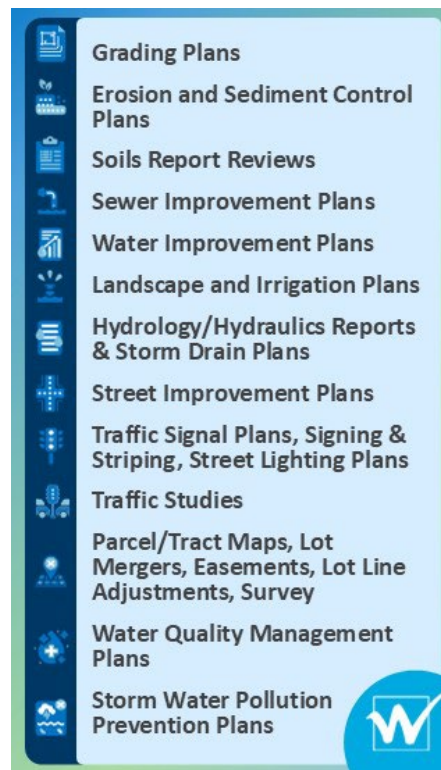 Grading Plans
Erosion and Sediment Control
Plans
Soils Report Reviews
Sewer Improvement Plans
Water Improvement Plans
Landscape and Irrigation Plans
Hydrology/Hydraulics Reports
& Storm Drain Plans
Street Improvement Plans
Traffic Signal Plans, Signing &
Striping, Street Lighting Plans
Traffic Studies
Parcel/Tract Maps, Lot
Mergers, Easements, Lot Line
Adjustments, Survey
Water Quality Management
Plans
Storm Water Pollution
Prevention Plans
W